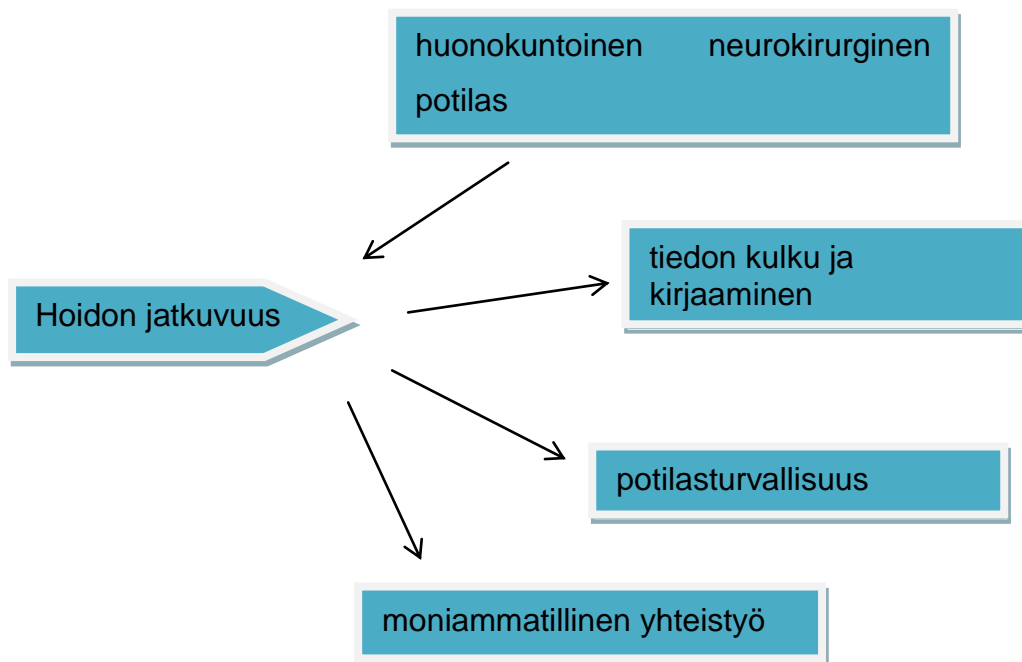 huonokuntoinen neurokirurginen
potilas
tiedon kulku ja
kirjaaminen
Hoidon jatkuvuus
potilasturvallisuus
moniammatillinen yhteistyö